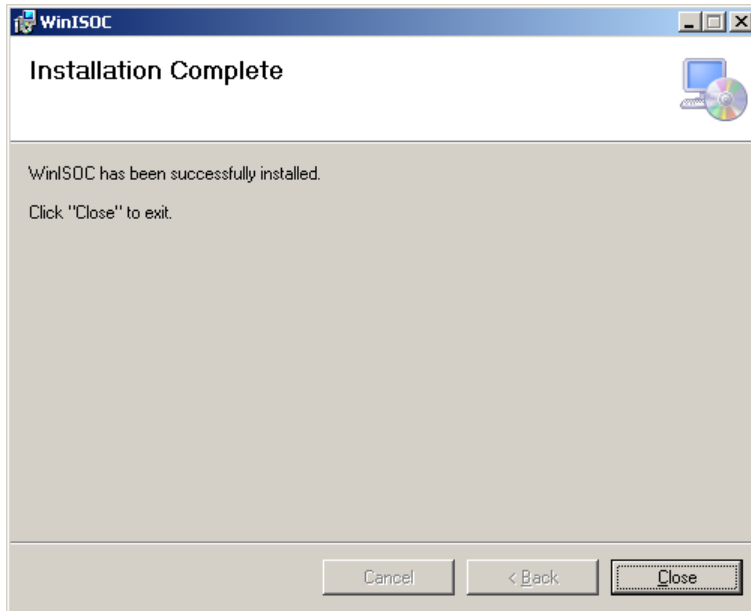 WinISOC
Installation Complete
WinISOC has been successfully installed.
Click "Close" to exit.
Cancel
< Back
Close